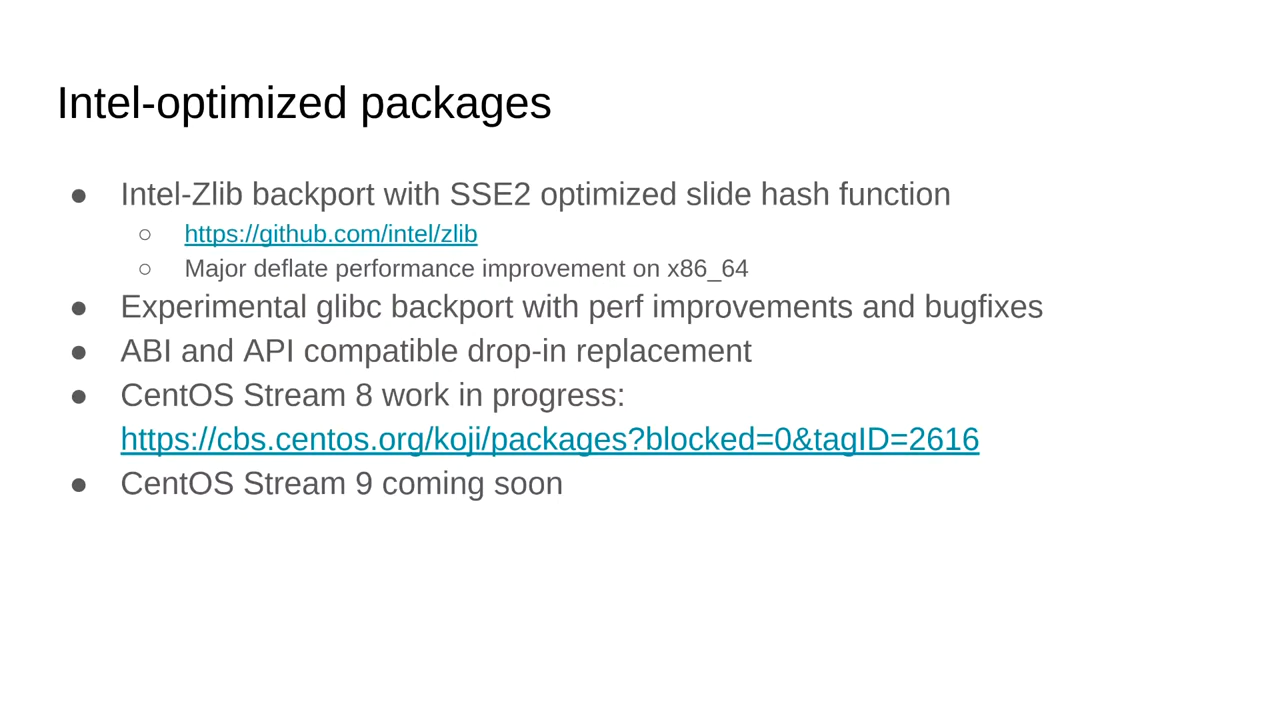 Intel-optimized packages
● Intel-Zlib backport with SSE2 optimized slide hash function
○ https://github.com/intel/zlib
○ Major deflate performance improvement on x86_64
● Experimental glibc backport with perf improvements and bugfixes
● ABI and API compatible drop-in replacement
● CentOS Stream 8 work in progress:
https://cbs.centos.org/koji/packages?blocked=0&tagID=2616
● CentOS Stream 9 coming soon